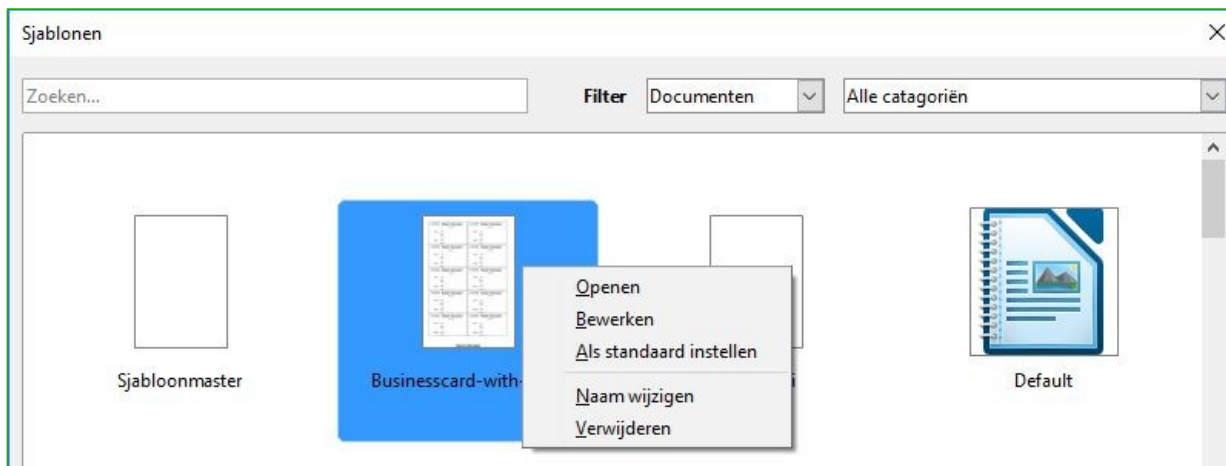 Sjablonen
Zoeken...
Filter Documenten Alle catagoriën
Openen
Bewerken
Als standaard instellen
Naam wijzigen
Verwijderen
Sjabloonmaster
Businesscard-with-
Default